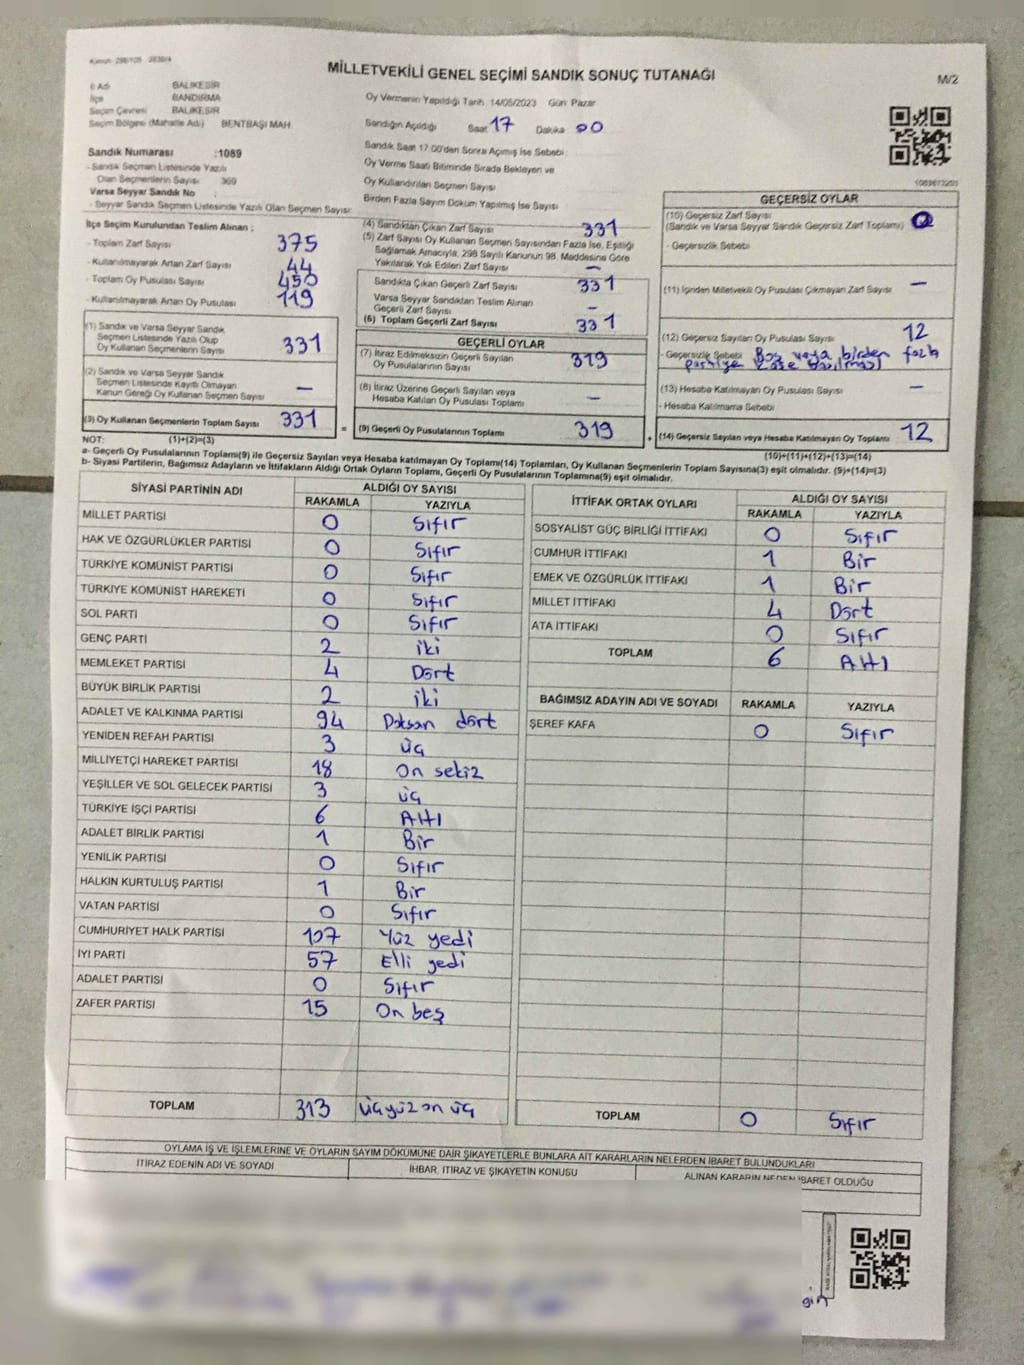 MİLLETVEKİLİ GENEL SEÇİMİ SANDIK SONUÇ TUTANAĞI
M/2
İl Adı BALIKESİR
İlçe BANDIRMA
Seçim Çevresi BALIKESİR
Seçim Bölgesi (Mahalle Adı) BENTBAŞI MAH.
Oy Vermenin Yapıldığı Tarih :14/05/2023 Gün: Pazar
Sandığın Açıldığı Saat 17 Dakika 00
Sandık Numarası :1089
- Sandık Seçmen Listesinde Yazılı
Olan Seçmenlerin Sayısı 369
Varsa Seyyar Sandık No :
- Seyyar Sandık Seçmen Listesinde Yazılı Olan Seçmen Sayısı:
Sandık Saat 17:00'den Sonra Açılmış İse Sebebi
Oy Verme Saati Bitiminde Sırada Bekleyen ve
Oy Kullandırılan Seçmen Sayısı
Birden Fazla Sayım Döküm Yapılmış İse Sayısı
İlçe Seçim Kurulundan Teslim Alınan ;
- Toplam Zarf Sayısı 375
- Kullanılmayarak Artan Zarf Sayısı 44
- Toplam Oy Pusulası Sayısı 450
- Kullanılmayarak Artan Oy Pusulası 119
(1) Sandık ve Varsa Seyyar Sandık
Seçmen Listesinde Yazılı Olup
Oy Kullanan Seçmenlerin Sayısı 331
(2) Sandık ve Varsa Seyyar Sandık
Seçmen Listesinde Kayıtlı Olmayan
Kanun Gereği Oy Kullanan Seçmen Sayısı —
(3) Oy Kullanan Seçmenlerin Toplam Sayısı 331
(4) Sandıktan Çıkan Zarf Sayısı 331
(5) Zarf Sayısı Oy Kullanan Seçmen Sayısından Fazla İse, Eşitliği
Sağlamak Amacıyla, 298 Sayılı Kanunun 98. Maddesine Göre
Yakılarak Yok Edilen Zarf Sayısı —
Sandıkta Çıkan Geçerli Zarf Sayısı 331
Varsa Seyyar Sandıktan Teslim Alınan
Geçerli Zarf Sayısı —
(6) Toplam Geçerli Zarf Sayısı 331
GEÇERLİ OYLAR
(7) İtiraz Edilmeksizin Geçerli Sayılan
Oy Pusulalarının Sayısı 319
(8) İtiraz Üzerine Geçerli Sayılan veya
Hesaba Katılan Oy Pusulası Toplamı —
(9) Geçerli Oy Pusulalarının Toplamı 319
GEÇERSİZ OYLAR
(10) Geçersiz Zarf Sayısı
(Sandık ve Varsa Seyyar Sandık Geçersiz Zarf Toplamı)
- Geçersizlik Sebebi
(11) İçinden Milletvekili Oy Pusulası Çıkmayan Zarf Sayısı —
(12) Geçersiz Sayılan Oy Pusulası Sayısı 12
- Geçersizlik Sebebi Boş veya birden fazla
partiye kaşe basılması
(13) Hesaba Katılmayan Oy Pusulası Sayısı —
- Hesaba Katılmama Sebebi
(14) Geçersiz Sayılan veya Hesaba Katılmayan Oy Toplamı 12
NOT: (1)+(2)=(3) (10)+(11)+(12)+(13)=(14)
a- Geçerli Oy Pusulalarının Toplamı(9) ile Geçersiz Sayılan veya Hesaba katılmayan Oy Toplamı(14) Toplamları, Oy Kullanan Seçmenlerin Toplam Sayısına(3) eşit olmalıdır. (9)+(14)=(3)
b- Siyasi Partilerin, Bağımsız Adayların ve İttifakların Aldığı Ortak Oyların Toplamı, Geçerli Oy Pusulalarının Toplamına(9) eşit olmalıdır.
SİYASİ PARTİNİN ADI ALDIĞI OY SAYISI
RAKAMLA YAZIYLA
MİLLET PARTİSİ 0 Sıfır
HAK VE ÖZGÜRLÜKLER PARTİSİ 0 Sıfır
TÜRKİYE KOMÜNİST PARTİSİ 0 Sıfır
TÜRKİYE KOMÜNİST HAREKETİ 0 Sıfır
SOL PARTİ 0 Sıfır
GENÇ PARTİ 2 iki
MEMLEKET PARTİSİ 4 Dört
BÜYÜK BİRLİK PARTİSİ 2 iki
ADALET VE KALKINMA PARTİSİ 94 Doksan dört
YENİDEN REFAH PARTİSİ 3 üç
MİLLİYETÇİ HAREKET PARTİSİ 18 On sekiz
YEŞİLLER VE SOL GELECEK PARTİSİ 3 üç
TÜRKİYE İŞÇİ PARTİSİ 6 Altı
ADALET BİRLİK PARTİSİ 1 Bir
YENİLİK PARTİSİ 0 Sıfır
HALKIN KURTULUŞ PARTİSİ 1 Bir
VATAN PARTİSİ 0 Sıfır
CUMHURİYET HALK PARTİSİ 107 Yüz yedi
İYİ PARTİ 57 Elli yedi
ADALET PARTİSİ 0 Sıfır
ZAFER PARTİSİ 15 On beş
TOPLAM 313 üçyüz on üç
İTTİFAK ORTAK OYLARI ALDIĞI OY SAYISI
RAKAMLA YAZIYLA
SOSYALİST GÜÇ BİRLİĞİ İTTİFAKI 0 Sıfır
CUMHUR İTTİFAKI 1 Bir
EMEK VE ÖZGÜRLÜK İTTİFAKI 1 Bir
MİLLET İTTİFAKI 4 Dört
ATA İTTİFAKI 0 Sıfır
TOPLAM 6 Altı
BAĞIMSIZ ADAYIN ADI VE SOYADI RAKAMLA YAZIYLA
ŞEREF KAFA 0 Sıfır
TOPLAM 0 Sıfır
OYLAMA İŞ VE İŞLEMLERİNE VE OYLARIN SAYIM DÖKÜMÜNE DAİR ŞİKAYETLERLE BUNLARA AİT KARARLARIN NELERDEN İBARET BULUNDUKLARI
İTİRAZ EDENİN ADI VE SOYADI İHBAR, İTİRAZ VE ŞİKAYETİN KONUSU ALINAN KARARIN NEDEN İBARET OLDUĞU